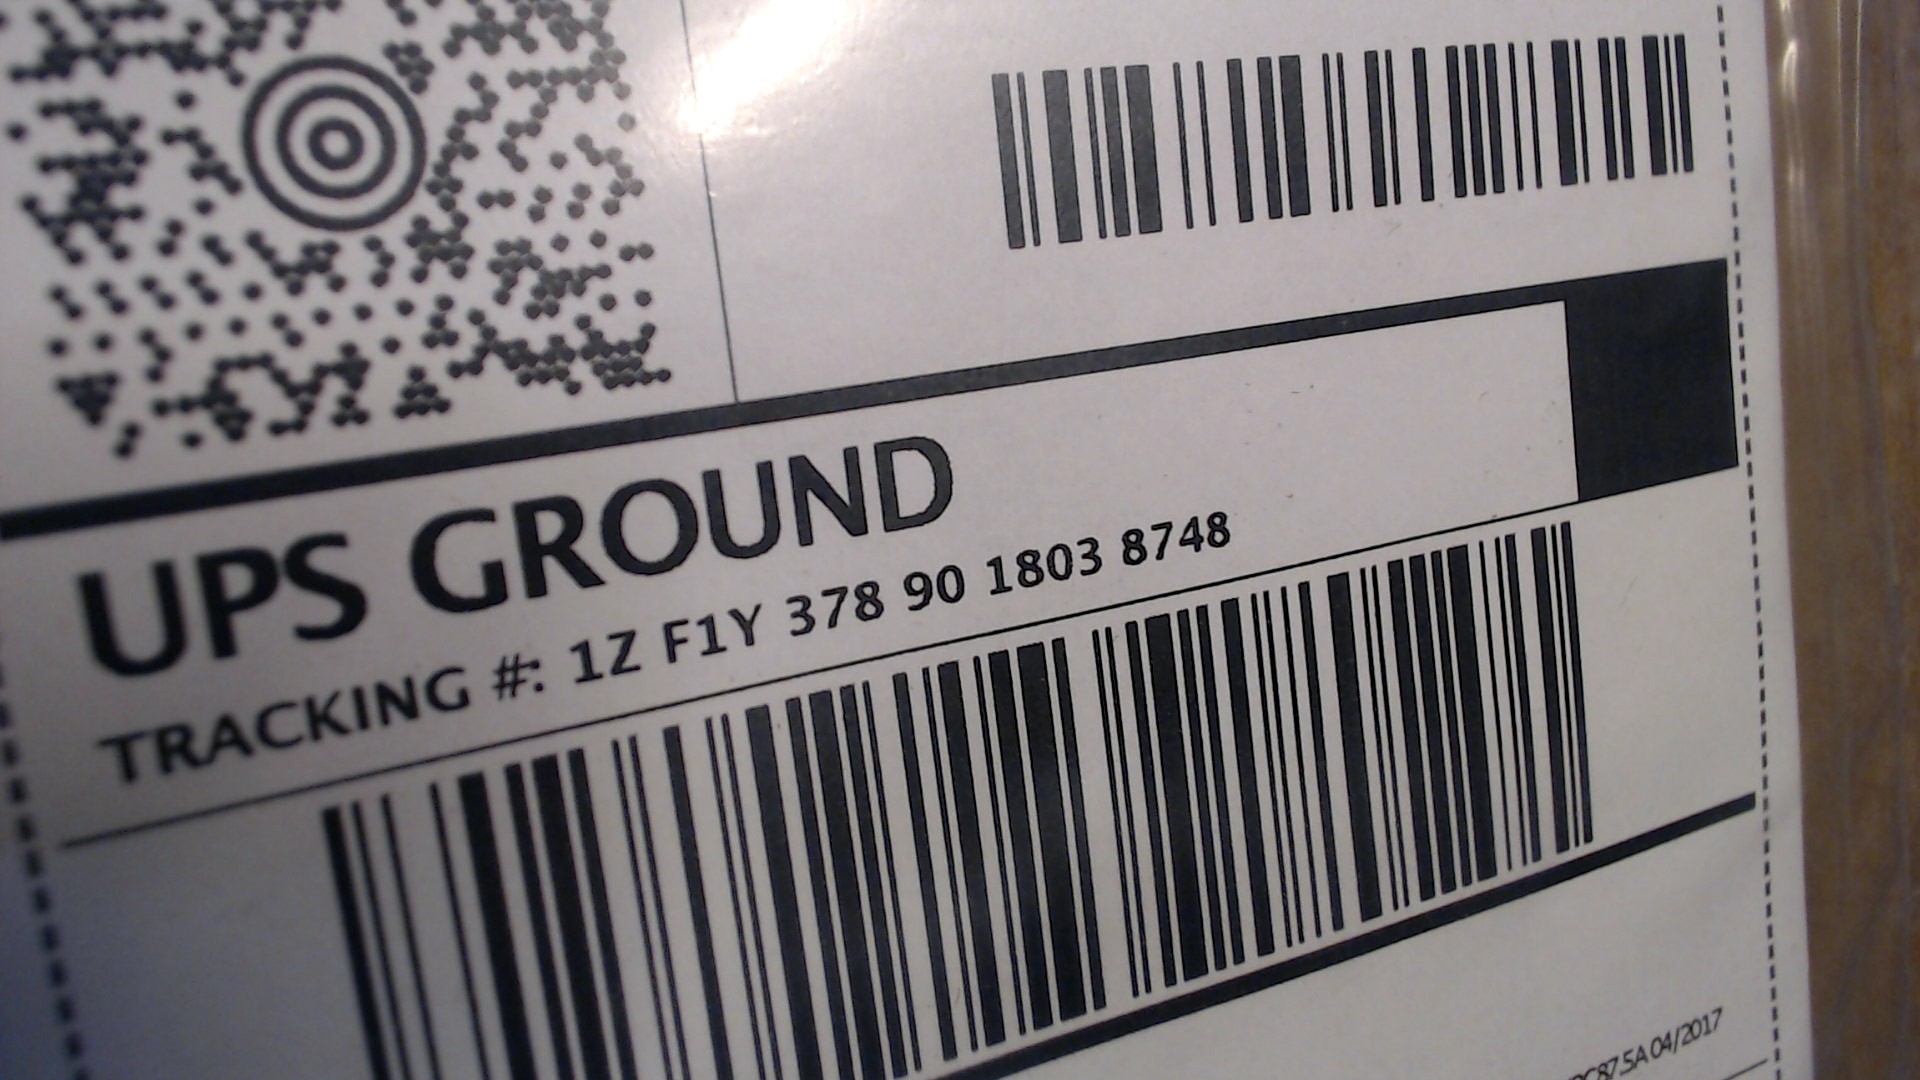 UPS GROUND
TRACKING #: 1Z F1Y 378 90 1803 8748
04/2017